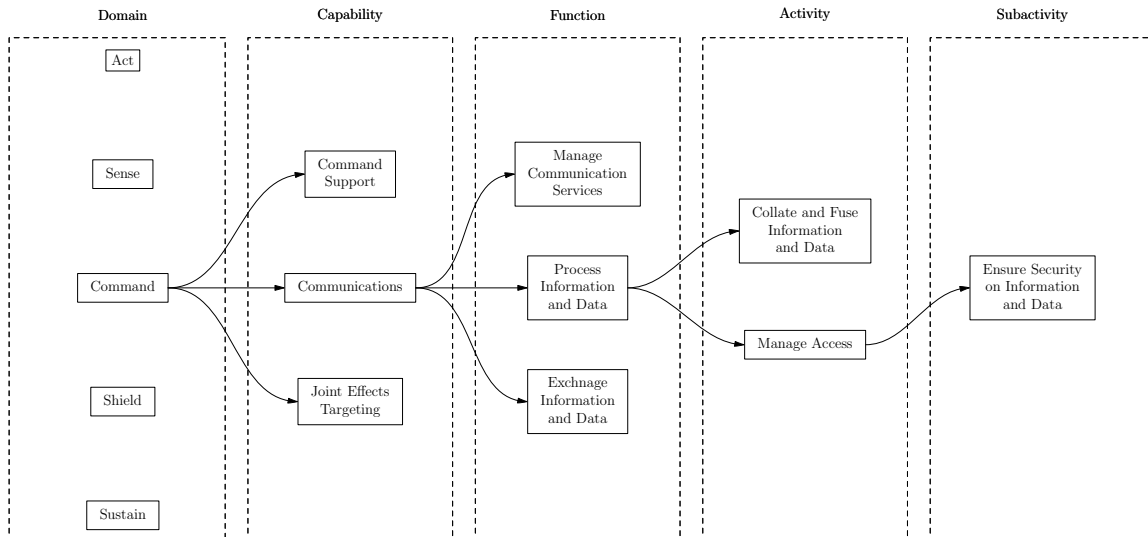 Domain
Capability
Function
Activity
Subactivity
Act
Sense
Command
Shield
Sustain
Command
Support
Communications
Joint Effects
Targeting
Manage
Communication
Services
Process
Information
and Data
Exchnage
Information
and Data
Collate and Fuse
Information
and Data
Manage Access
Ensure Security
on Information
and Data